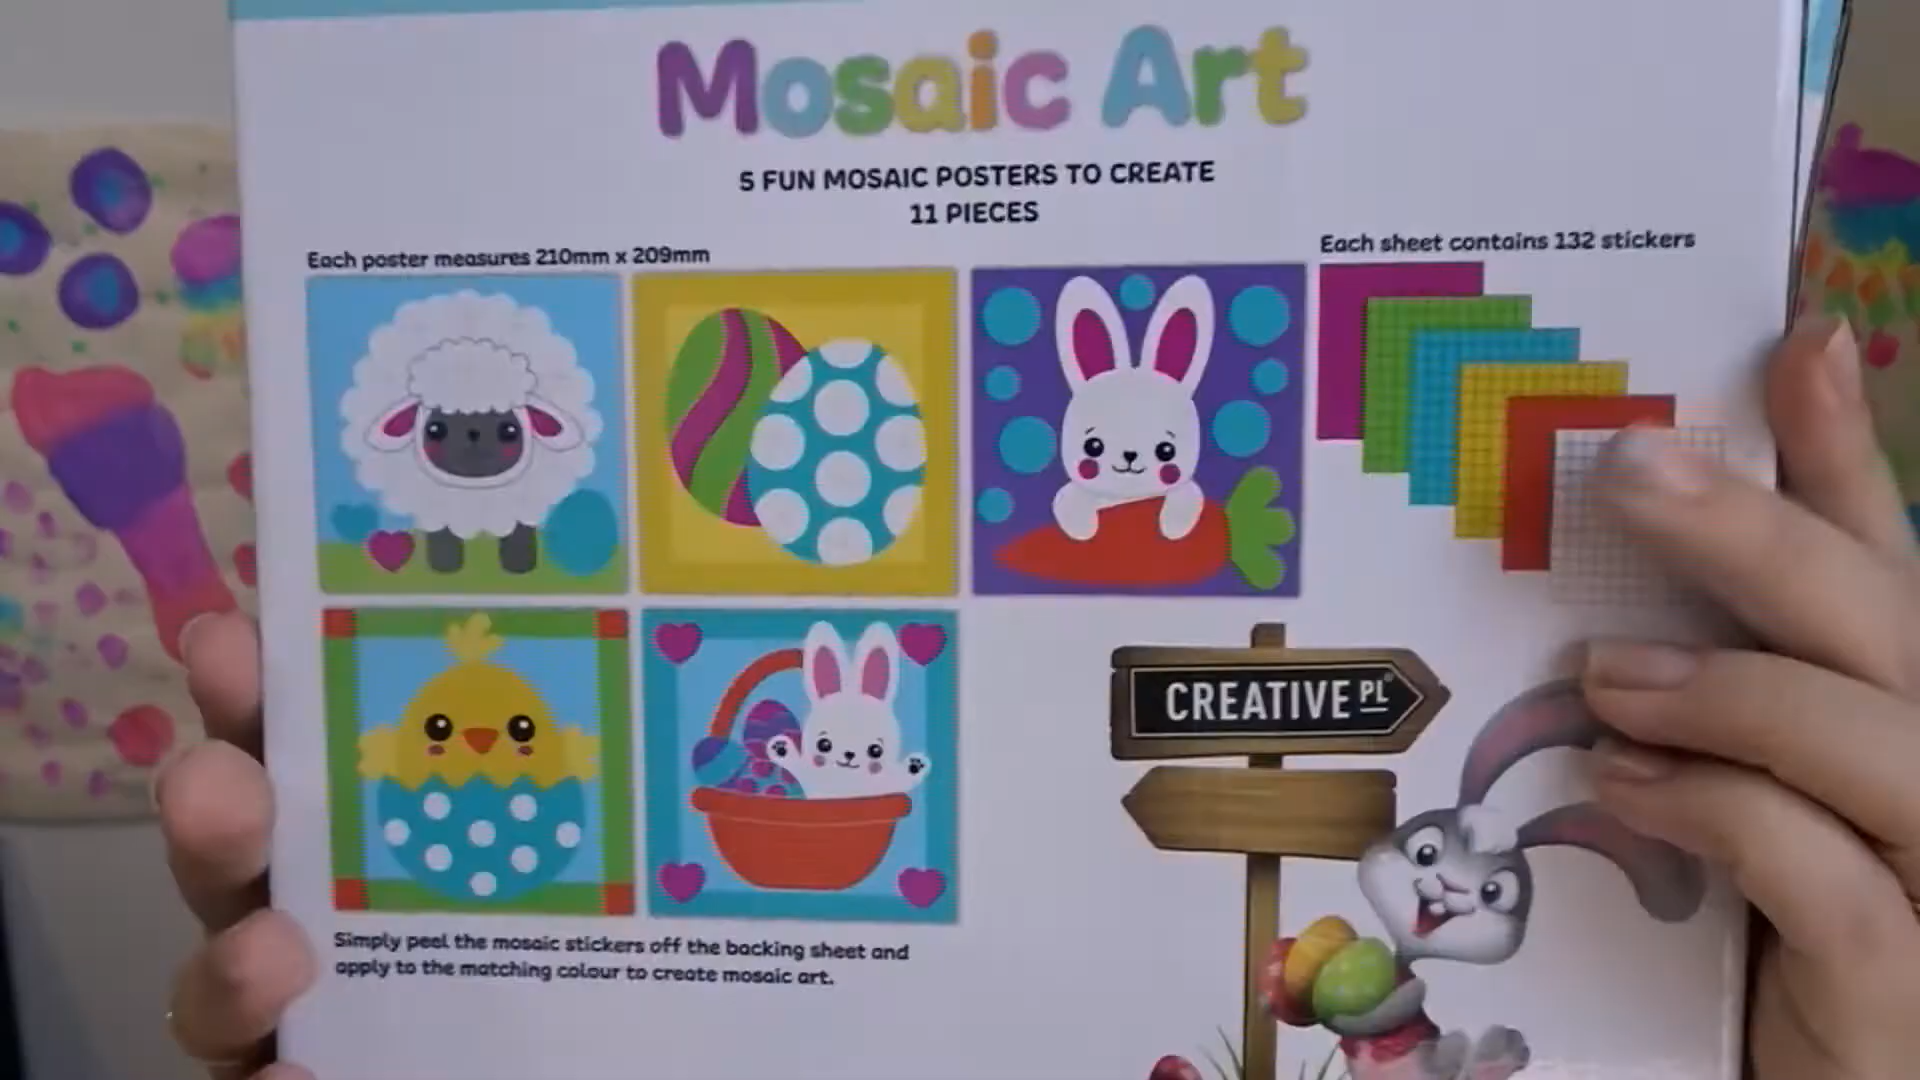 Mosaic Art
5 FUN MOSAIC POSTERS TO CREATE
11 PIECES
Each poster measures 210mm x 209mm
Each sheet contains 132 stickers
CREATIVE PL®
Simply peel the mosaic stickers off the backing sheet and
apply to the matching colour to create mosaic art.